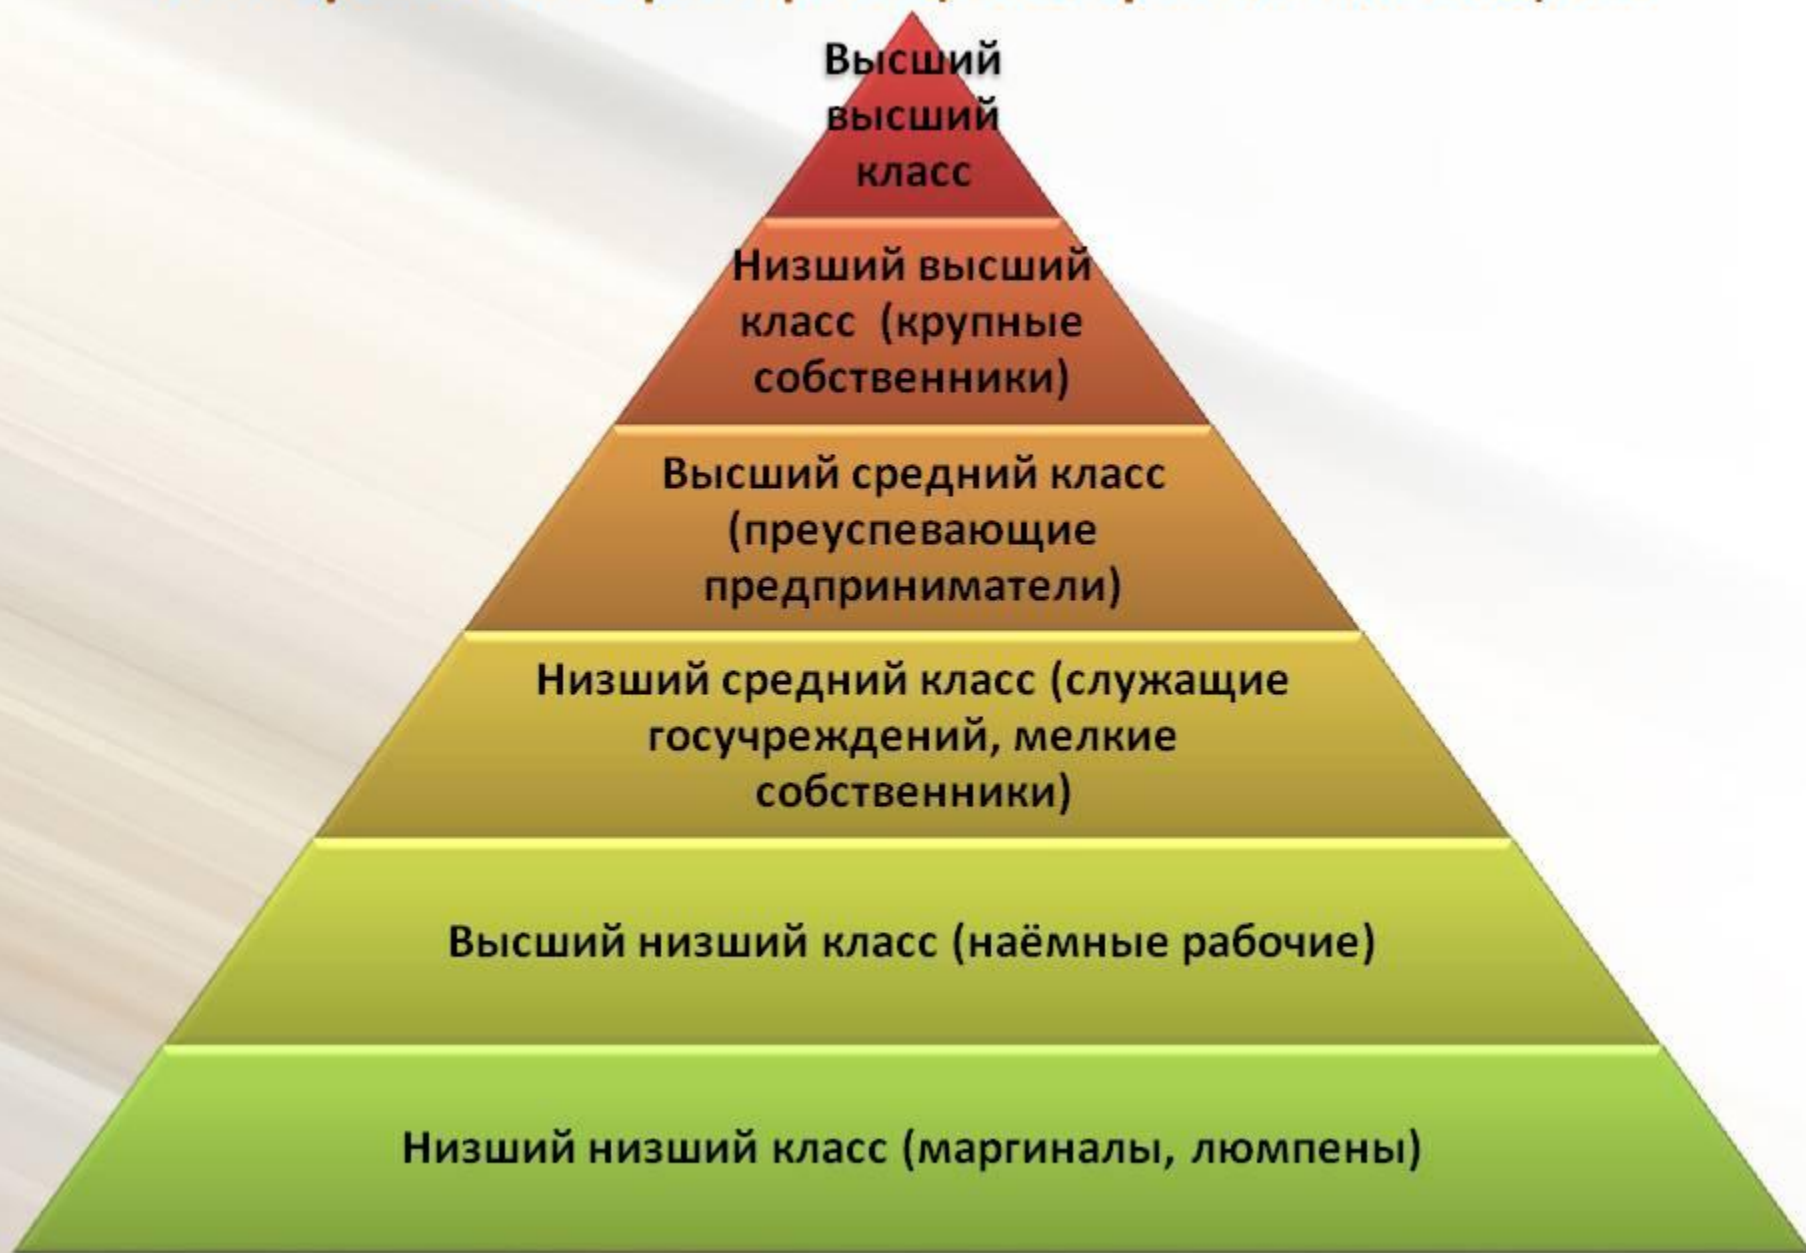 Высший
высший
класс
Низший высший
класс (крупные
собственники)
Высший средний класс
(преуспевающие
предприниматели)
Низший средний класс (служащие
госучреждений, мелкие
собственники)
Высший низший класс (наёмные рабочие)
Низший низший класс (маргиналы, люмпены)